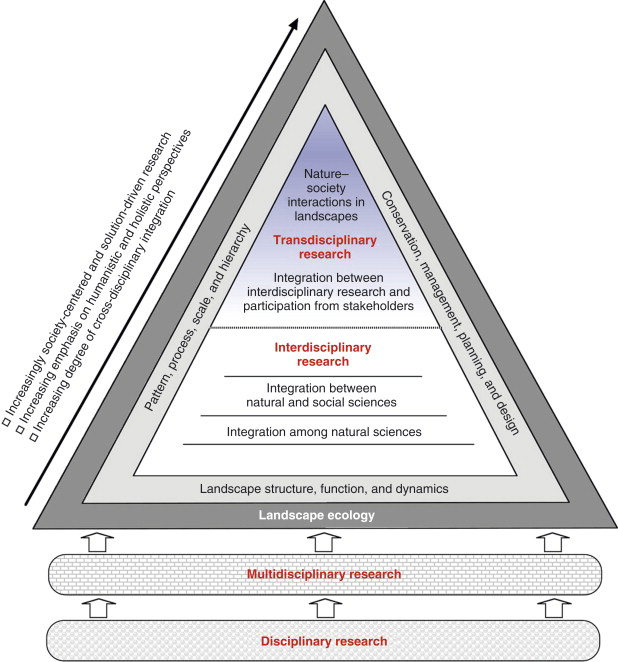 □ Increasingly society-centered and solution-driven research
□ Increasing emphasis on humanistic and holistic perspectives
□ Increasing degree of cross-disciplinary integration
Pattern, process, scale, and hierarchy
Conservation, management, planning, and design
Nature–
society
interactions in
landscapes
Transdisciplinary
research
Integration between
interdisciplinary research and
participation from stakeholders
Interdisciplinary
research
Integration between
natural and social sciences
Integration among natural sciences
Landscape structure, function, and dynamics
Landscape ecology
Multidisciplinary research
Disciplinary research